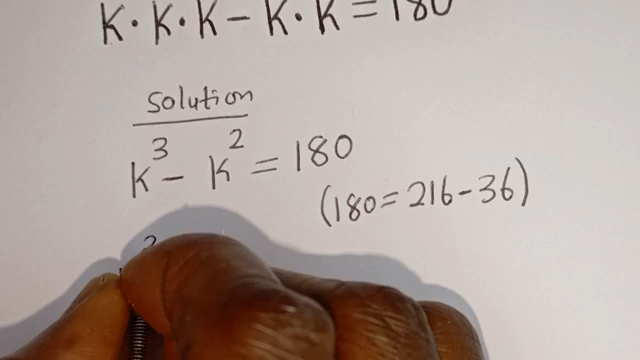 K·K·K − K·K = 180
Solution
K³ − K² = 180
(180 = 216 − 36)